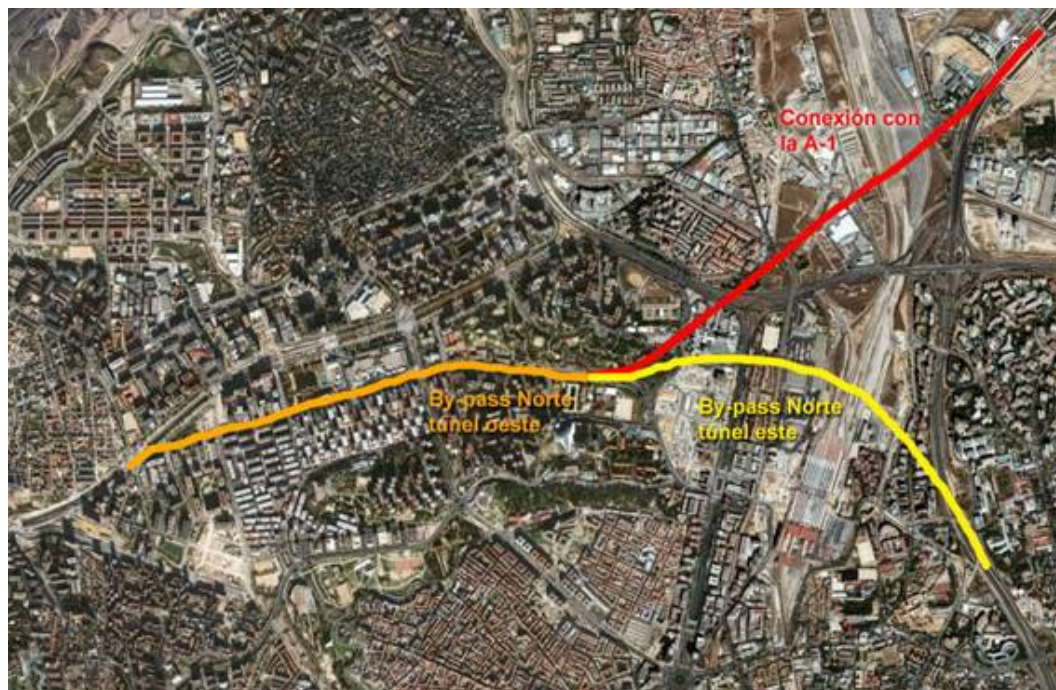 Conexión con
la A-1
By-pass Norte
túnel oeste
By-pass Norte
túnel este